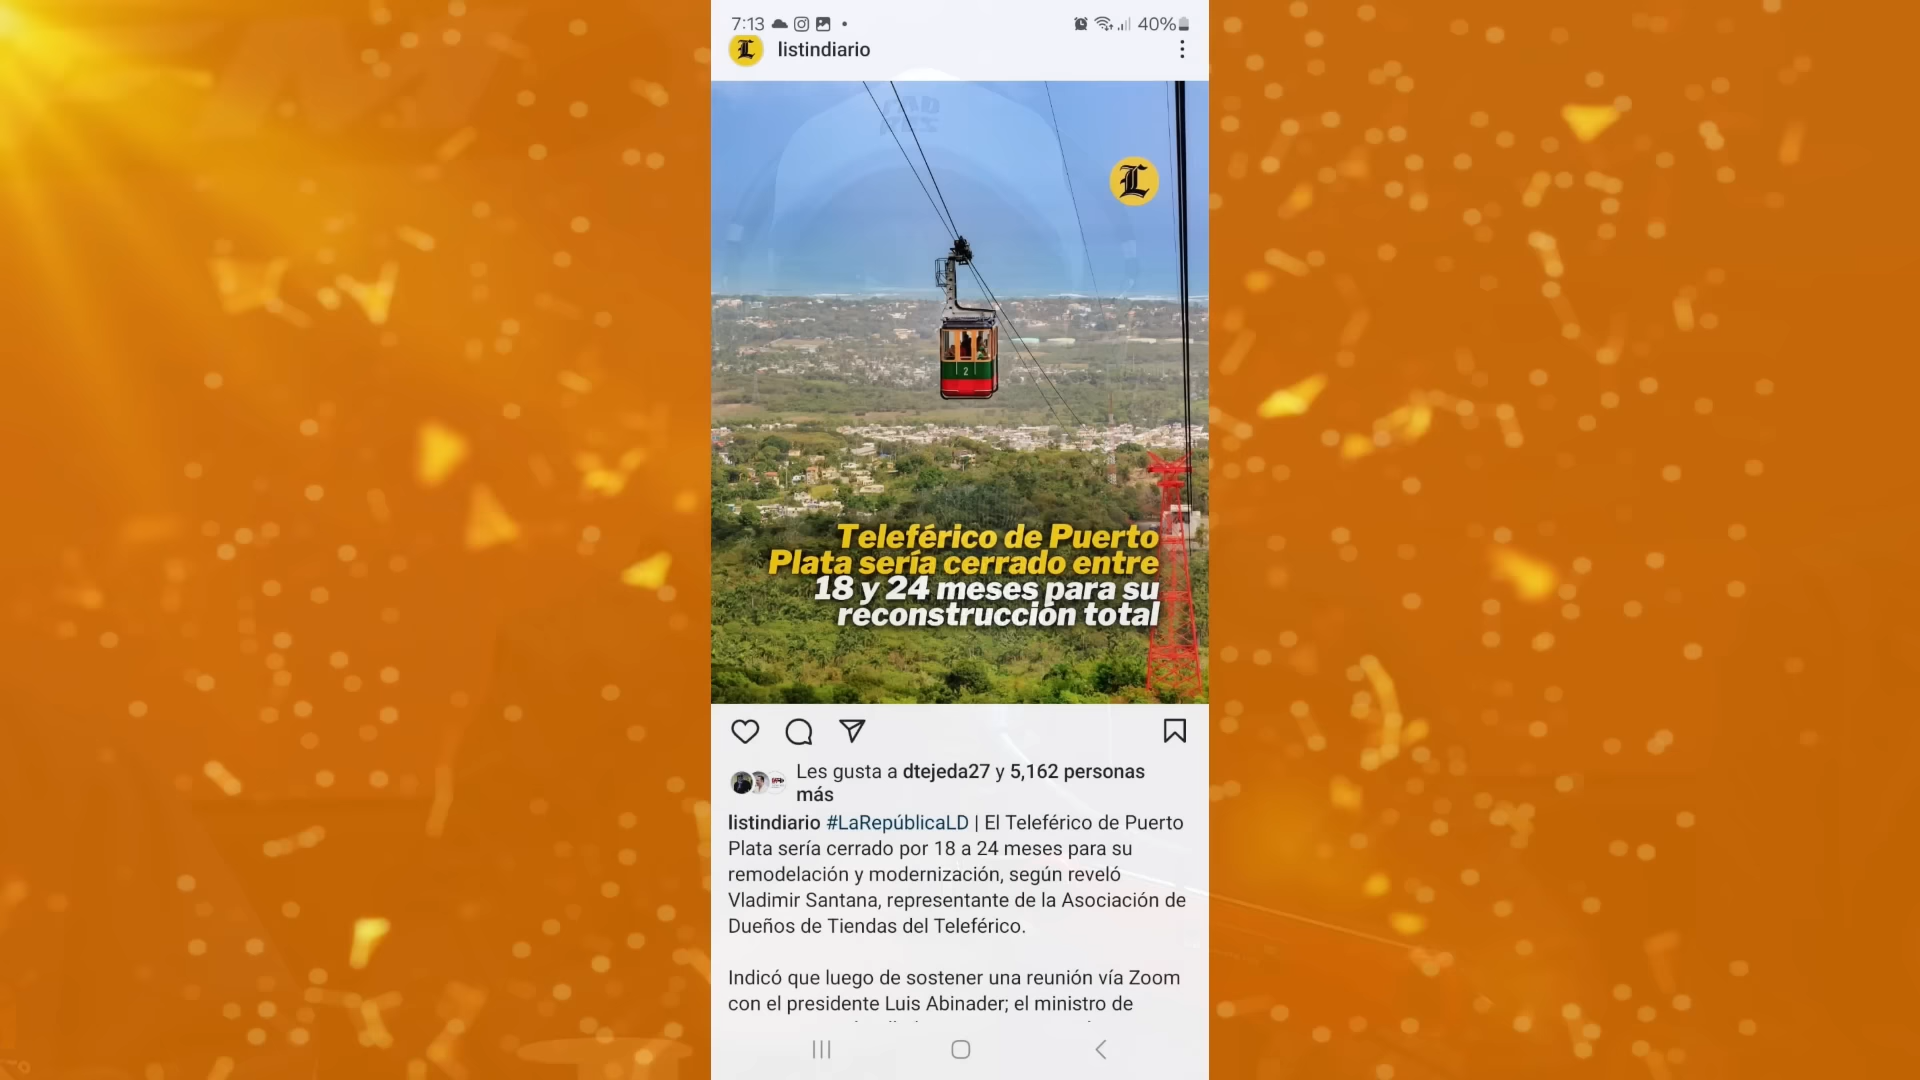 7:13
40%
listindiario
L
L
2
Teleférico de Puerto
Plata sería cerrado entre
18 y 24 meses para su
reconstrucción total
Les gusta a dtejeda27 y 5,162 personas
más
listindiario #LaRepúblicaLD | El Teleférico de Puerto
Plata sería cerrado por 18 a 24 meses para su
remodelación y modernización, según reveló
Vladimir Santana, representante de la Asociación de
Dueños de Tiendas del Teleférico.
Indicó que luego de sostener una reunión vía Zoom
con el presidente Luis Abinader; el ministro de